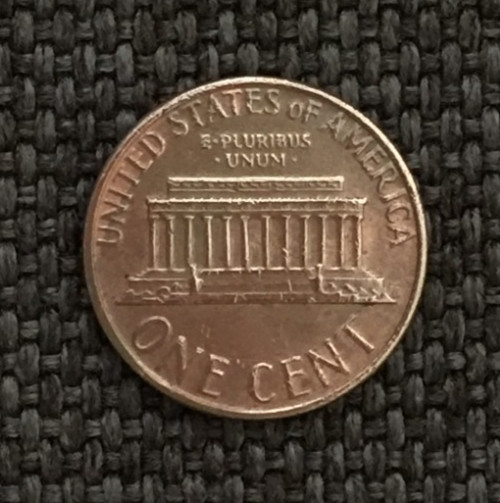 UNITED STATES OF AMERICA
E·PLURIBUS
·UNUM·
ONE CENT